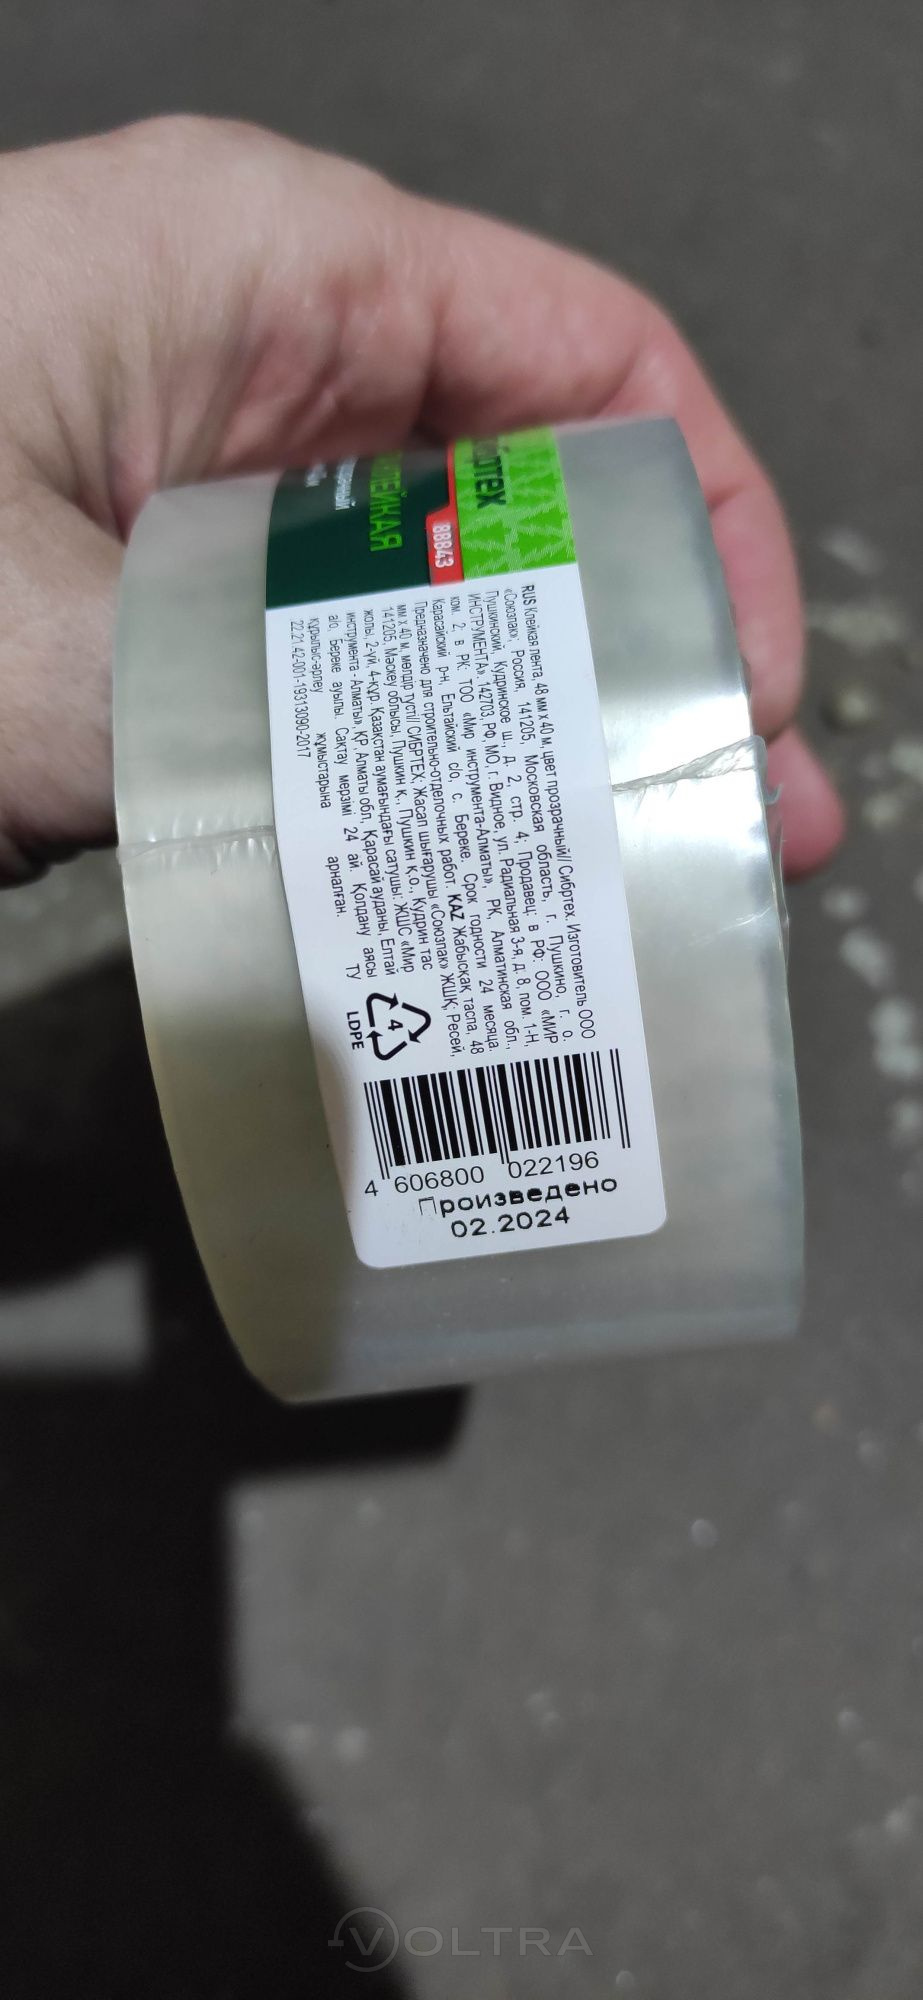 88843
RUS Клейкая лента, 48 мм х 40 м, цвет прозрачный// Сибртех. Изготовитель ООО
«Союзпак»; Россия, 141205, Московская область, г. Пушкино, г. о.
Пушкинский, Кудринское ш., д. 2, стр. 4; Продавец: в РФ: ООО «МИР
ИНСТРУМЕНТА», 142703, РФ, МО, г. Видное, ул. Радиальная 3-я, д. 8, пом. 1-Н,
ком. 2; в РК: ТОО «Мир инструмента-Алматы», РК, Алматинская обл.,
Карасайский р-н, Ельтайский с/о, с. Береке. Срок годности 24 месяца.
Предназначено для строительно-отделочных работ. KAZ Жабысқақ таспа, 48
мм х 40 м, мөлдір түсті// СИБРТЕХ; Жасап шығарушы «Союзпак» ЖШҚ; Ресей,
141205, Мәскеу облысы, Пушкин к., Пушкин қ.о., Кудрин тас
жолы, 2-үй, 4-құр. Қазақстан аумағындағы сатушы: ЖШС «Мир
инструмента - Алматы», ҚР, Алматы обл, Қарасай ауданы, Елтай
а/о, Береке ауылы. Сақтау мерзімі 24 ай. Қолдану аясы
құрылыс-әрлеу жұмыстарына арналған. ТУ
22.21.42-001-19313090-2017
4
LDPE
4 606800 022196
Произведено
02.2024
VOLTRA